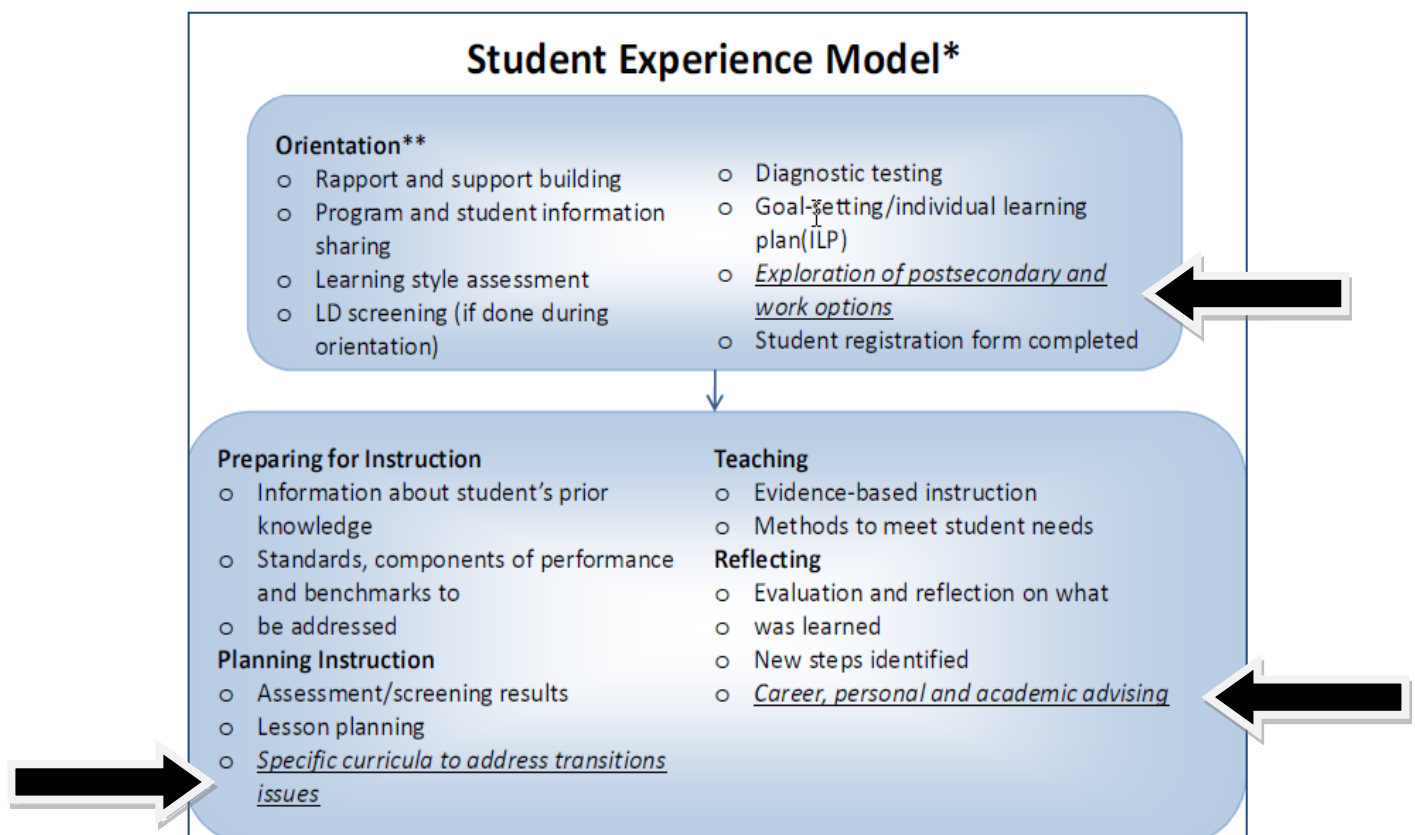 Student Experience Model*
Orientation**
o Rapport and support building
o Program and student information
sharing
o Learning style assessment
o LD screening (if done during
orientation)
o Diagnostic testing
o Goal-setting/individual learning
plan(ILP)
o Exploration of postsecondary and
work options
o Student registration form completed
Preparing for Instruction
o Information about student's prior
knowledge
o Standards, components of performance
and benchmarks to
o be addressed
Planning Instruction
o Assessment/screening results
o Lesson planning
o Specific curricula to address transitions
issues
Teaching
o Evidence-based instruction
o Methods to meet student needs
Reflecting
o Evaluation and reflection on what
o was learned
o New steps identified
o Career, personal and academic advising